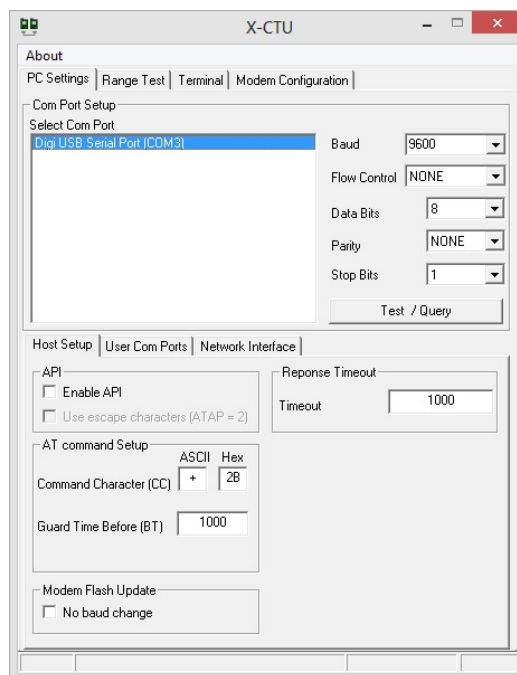 X-CTU
About
PC Settings Range Test Terminal Modem Configuration
Com Port Setup
Select Com Port
Digi USB Serial Port (COM3)
Baud 9600
Flow Control NONE
Data Bits 8
Parity NONE
Stop Bits 1
Test / Query
Host Setup User Com Ports Network Interface
API
Enable API
Use escape characters (ATAP = 2)
Reponse Timeout
Timeout 1000
AT command Setup
ASCII Hex
Command Character (CC) + 2B
Guard Time Before (BT) 1000
Modem Flash Update
No baud change